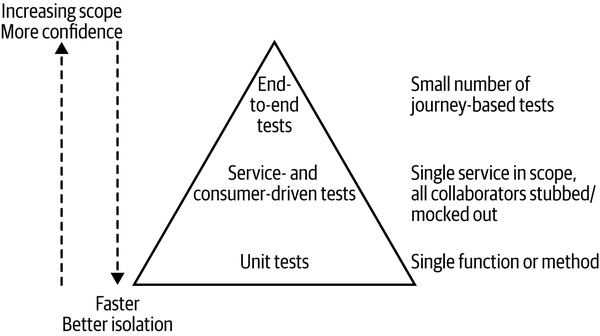 Increasing scope
More confidence
End-
to-end
tests
Small number of
journey-based tests
Service- and
consumer-driven tests
Single service in scope,
all collaborators stubbed/
mocked out
Unit tests
Single function or method
Faster
Better isolation